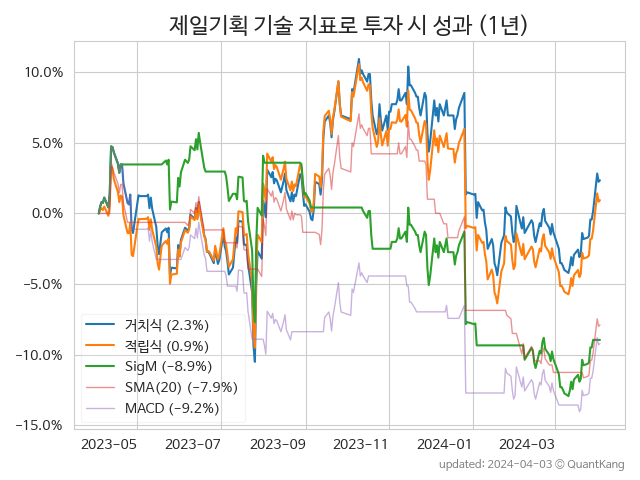 제일기획 기술 지표로 투자 시 성과 (1년)
10.0%
5.0%
0.0%
−5.0%
−10.0%
−15.0%
거치식 (2.3%)
적립식 (0.9%)
SigM (−8.9%)
SMA(20) (−7.9%)
MACD (−9.2%)
2023-05 2023-07 2023-09 2023-11 2024-01 2024-03
updated: 2024-04-03 © QuantKang